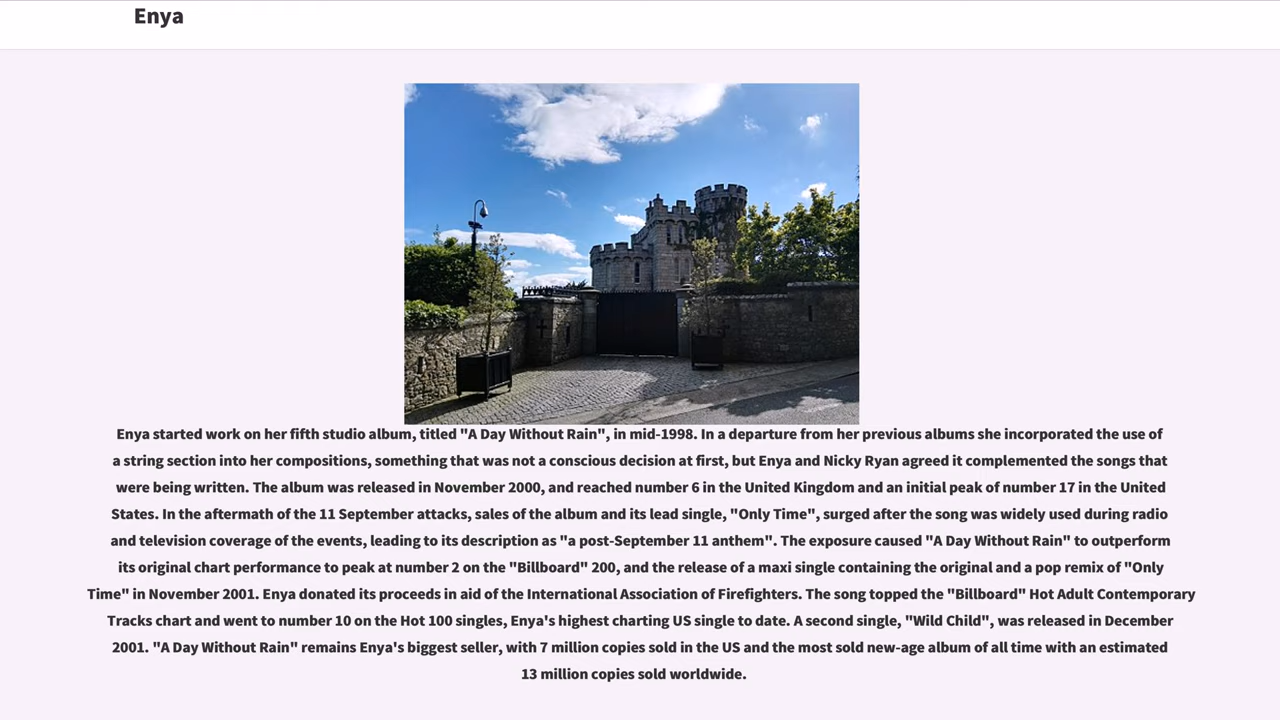 Enya
Enya started work on her fifth studio album, titled "A Day Without Rain", in mid-1998. In a departure from her previous albums she incorporated the use of
a string section into her compositions, something that was not a conscious decision at first, but Enya and Nicky Ryan agreed it complemented the songs that
were being written. The album was released in November 2000, and reached number 6 in the United Kingdom and an initial peak of number 17 in the United
States. In the aftermath of the 11 September attacks, sales of the album and its lead single, "Only Time", surged after the song was widely used during radio
and television coverage of the events, leading to its description as "a post-September 11 anthem". The exposure caused "A Day Without Rain" to outperform
its original chart performance to peak at number 2 on the "Billboard" 200, and the release of a maxi single containing the original and a pop remix of "Only
Time" in November 2001. Enya donated its proceeds in aid of the International Association of Firefighters. The song topped the "Billboard" Hot Adult Contemporary
Tracks chart and went to number 10 on the Hot 100 singles, Enya's highest charting US single to date. A second single, "Wild Child", was released in December
2001. "A Day Without Rain" remains Enya's biggest seller, with 7 million copies sold in the US and the most sold new-age album of all time with an estimated
13 million copies sold worldwide.